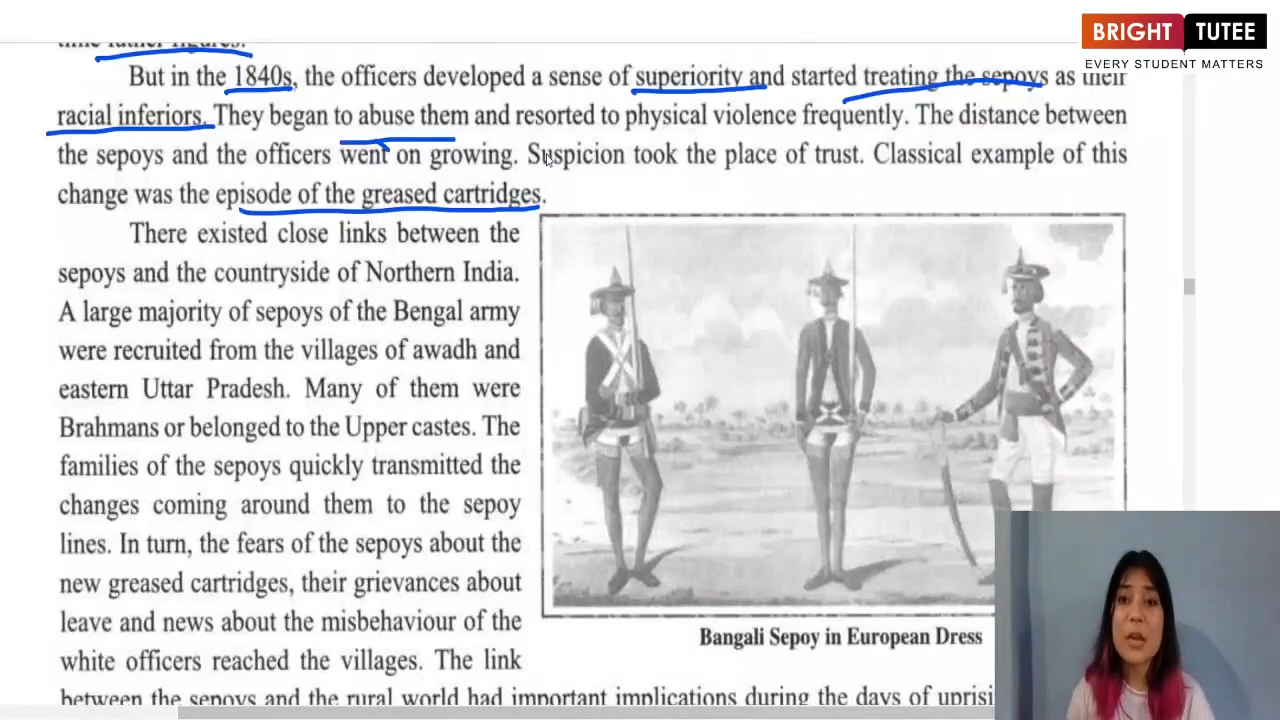 BRIGHT TUTEE
EVERY STUDENT MATTERS
time father figures.
But in the 1840s, the officers developed a sense of superiority and started treating the sepoys as their
racial inferiors. They began to abuse them and resorted to physical violence frequently. The distance between
the sepoys and the officers went on growing. Suspicion took the place of trust. Classical example of this
change was the episode of the greased cartridges.
There existed close links between the
sepoys and the countryside of Northern India.
A large majority of sepoys of the Bengal army
were recruited from the villages of awadh and
eastern Uttar Pradesh. Many of them were
Brahmans or belonged to the Upper castes. The
families of the sepoys quickly transmitted the
changes coming around them to the sepoy
lines. In turn, the fears of the sepoys about the
new greased cartridges, their grievances about
leave and news about the misbehaviour of the
white officers reached the villages. The link
between the sepoys and the rural world had important implications during the days of
Bangali Sepoy in European Dress